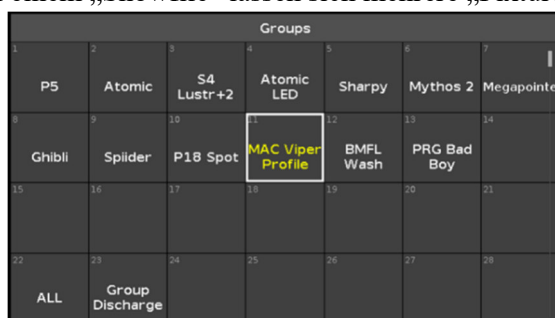 Groups
1 2 3 4 5 6 7
P5 Atomic S4 Lustr+2 Atomic LED Sharpy Mythos 2 Megapointe
8 9 10 11 12 13 14
Ghibli Spiider P18 Spot MAC Viper Profile BMFL Wash PRG Bad Boy
15 16 17 18 19 20 21
22 23 24 25 26 27 28
ALL Group Discharge